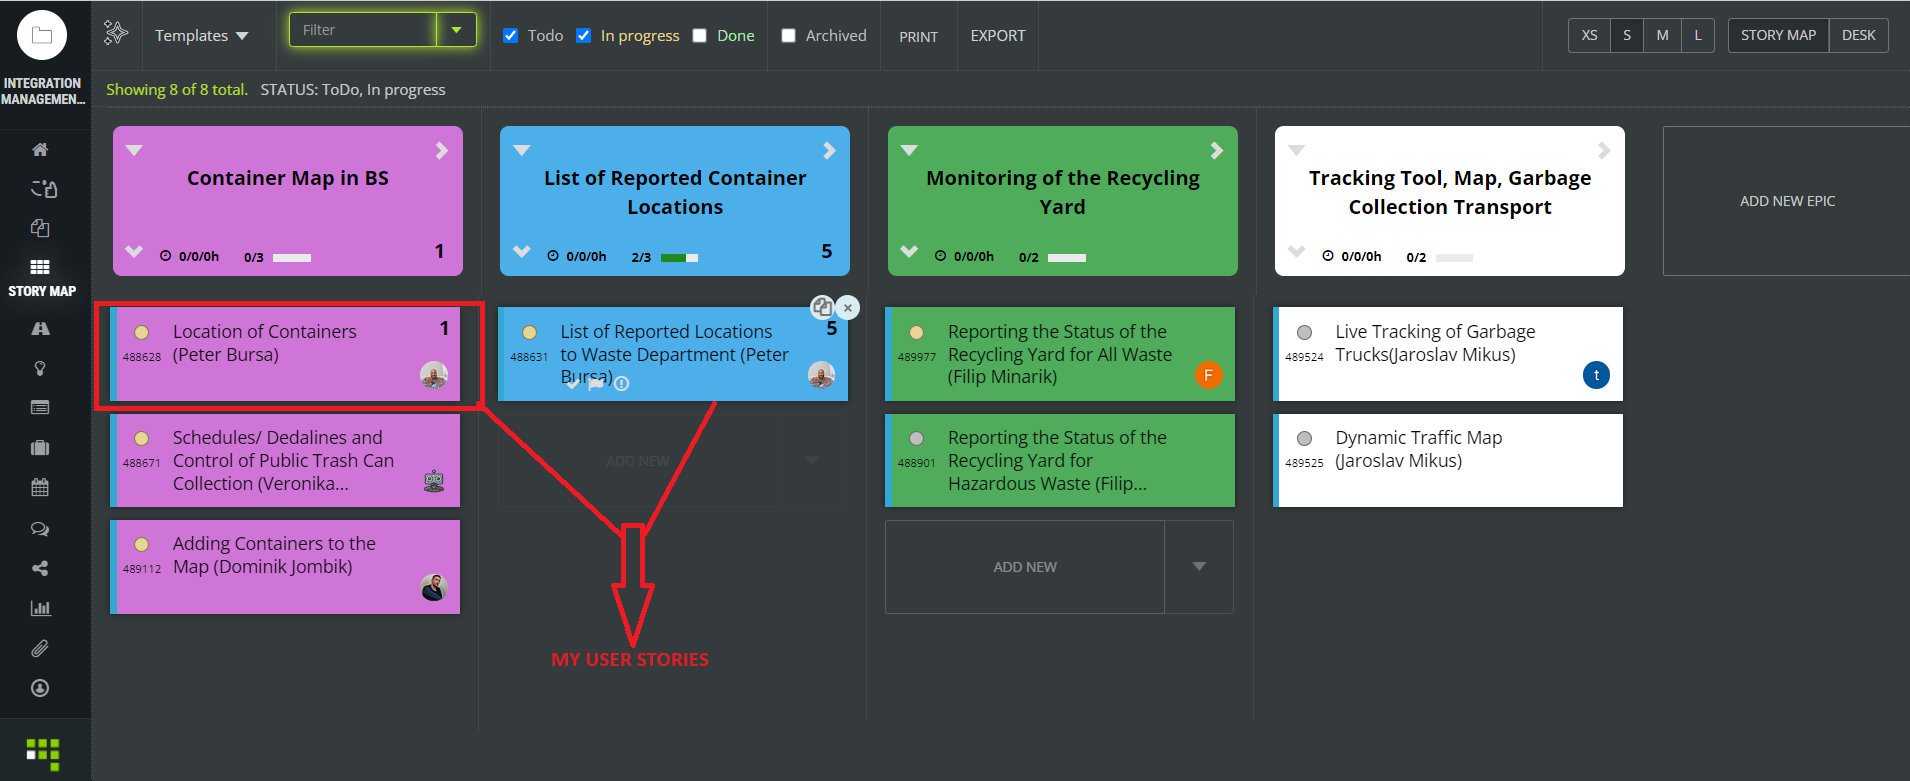 Templates
Filter
Todo
In progress
Done
Archived
PRINT
EXPORT
XS
S
M
L
STORY MAP
DESK
INTEGRATION
MANAGEMEN...
STORY MAP
Showing 8 of 8 total. STATUS: ToDo, In progress
Container Map in BS
0/0/0h
0/3
1
List of Reported Container
Locations
0/0/0h
2/3
5
Monitoring of the Recycling
Yard
0/0/0h
0/2
Tracking Tool, Map, Garbage
Collection Transport
0/0/0h
0/2
ADD NEW EPIC
Location of Containers
(Peter Bursa)
1
488628
Schedules/ Dedalines and
Control of Public Trash Can
Collection (Veronika...
488671
Adding Containers to the
Map (Dominik Jombik)
489112
List of Reported Locations
to Waste Department (Peter
Bursa)
5
488631
ADD NEW
Reporting the Status of the
Recycling Yard for All Waste
(Filip Minarik)
489977
F
Reporting the Status of the
Recycling Yard for
Hazardous Waste (Filip...
488901
ADD NEW
Live Tracking of Garbage
Trucks(Jaroslav Mikus)
489524
t
Dynamic Traffic Map
(Jaroslav Mikus)
489525
MY USER STORIES